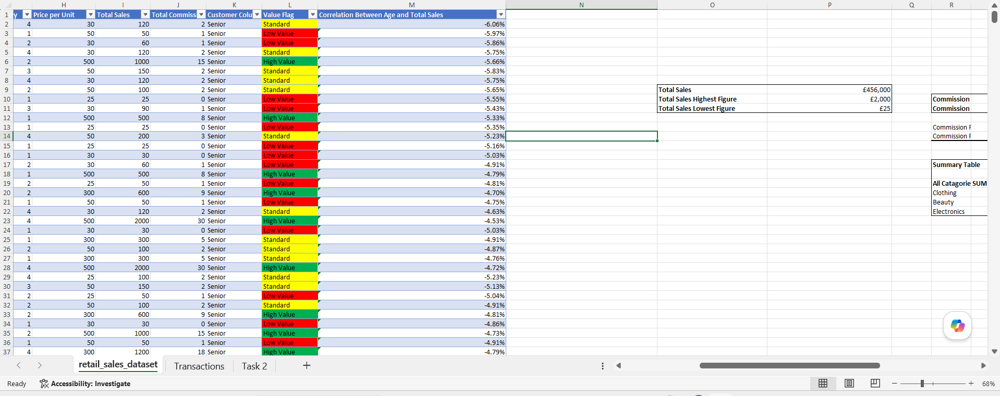 H I J K L M N O P Q R
1 y Price per Unit Total Sales Total Commiss Customer Colu Value Flag Correlation Between Age and Total Sales
2 4 30 120 2 Senior Standard -6.06%
3 1 50 50 1 Senior Low Value -5.97%
4 2 30 60 1 Senior Low Value -5.86%
5 4 30 120 2 Senior Standard -5.75%
6 2 500 1000 15 Senior High Value -5.66%
7 3 50 150 2 Senior Standard -5.83%
8 4 30 120 2 Senior Standard -5.75%
9 2 50 100 2 Senior Standard -5.65% Total Sales £456,000
10 1 25 25 0 Senior Low Value -5.55% Total Sales Highest Figure £2,000 Commission
11 3 30 90 1 Senior Low Value -5.43% Total Sales Lowest Figure £25 Commission
12 1 500 500 8 Senior High Value -5.33%
13 1 25 25 0 Senior Low Value -5.35% Commission F
14 4 50 200 3 Senior Standard -5.23% Commission F
15 1 25 25 0 Senior Low Value -5.16%
16 1 30 30 0 Senior Low Value -5.03%
17 2 30 60 1 Senior Low Value -4.91% Summary Table
18 1 500 500 8 Senior High Value -4.79%
19 2 25 50 1 Senior Low Value -4.81% All Catagorie SUM
20 2 300 600 9 Senior High Value -4.70% Clothing
21 1 50 50 1 Senior Low Value -4.75% Beauty
22 4 30 120 2 Senior Standard -4.63% Electronics
23 4 500 2000 30 Senior High Value -4.53%
24 1 30 30 0 Senior Low Value -5.03%
25 1 300 300 5 Senior Standard -4.91%
26 2 50 100 2 Senior Standard -4.87%
27 1 300 300 5 Senior Standard -4.76%
28 4 500 2000 30 Senior High Value -4.72%
29 4 25 100 2 Senior Standard -5.23%
30 3 50 150 2 Senior Standard -5.13%
31 2 25 50 1 Senior Low Value -5.04%
32 2 50 100 2 Senior Standard -4.91%
33 2 300 600 9 Senior High Value -4.81%
34 1 30 30 0 Senior Low Value -4.86%
35 2 500 1000 15 Senior High Value -4.73%
36 1 50 50 1 Senior Low Value -4.91%
37 4 300 1200 18 Senior High Value -4.79%
retail_sales_dataset Transactions Task 2
Ready Accessibility: Investigate 68%